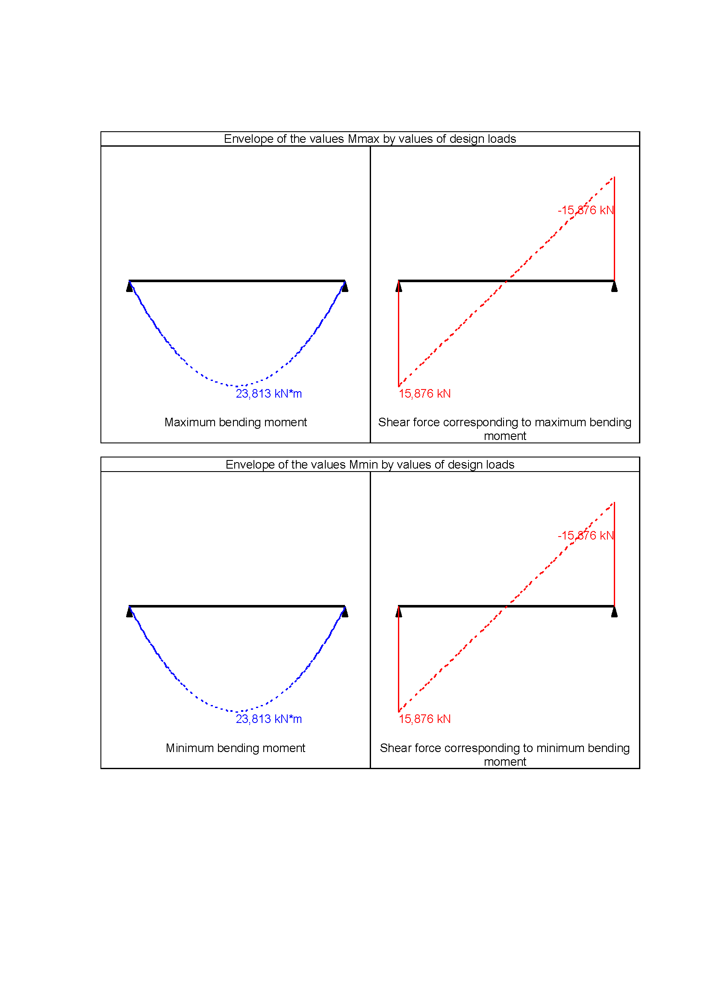 Envelope of the values Mmax by values of design loads
-15,876 kN
23,813 kN*m
15,876 kN
Maximum bending moment
Shear force corresponding to maximum bending
moment
Envelope of the values Mmin by values of design loads
-15,876 kN
23,813 kN*m
15,876 kN
Minimum bending moment
Shear force corresponding to minimum bending
moment